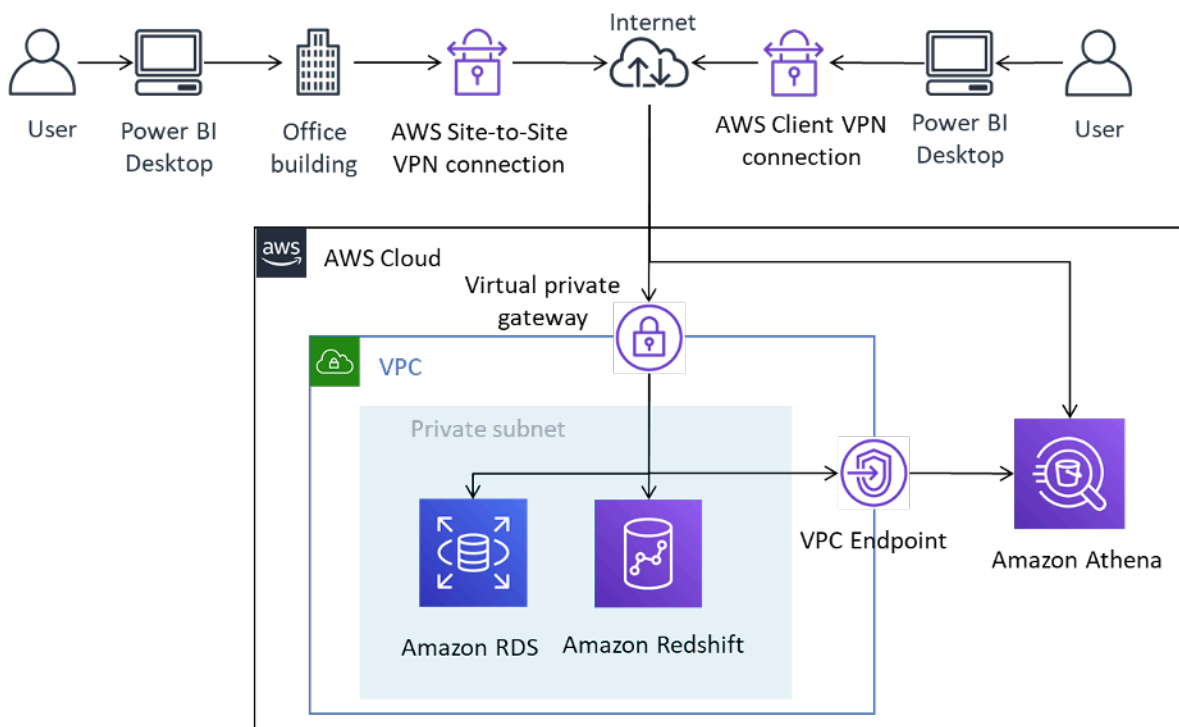 Internet
User
Power BI
Desktop
Office
building
AWS Site-to-Site
VPN connection
AWS Client VPN
connection
Power BI
Desktop
User
aws
AWS Cloud
Virtual private
gateway
VPC
Private subnet
VPC Endpoint
Amazon Athena
Amazon RDS
Amazon Redshift